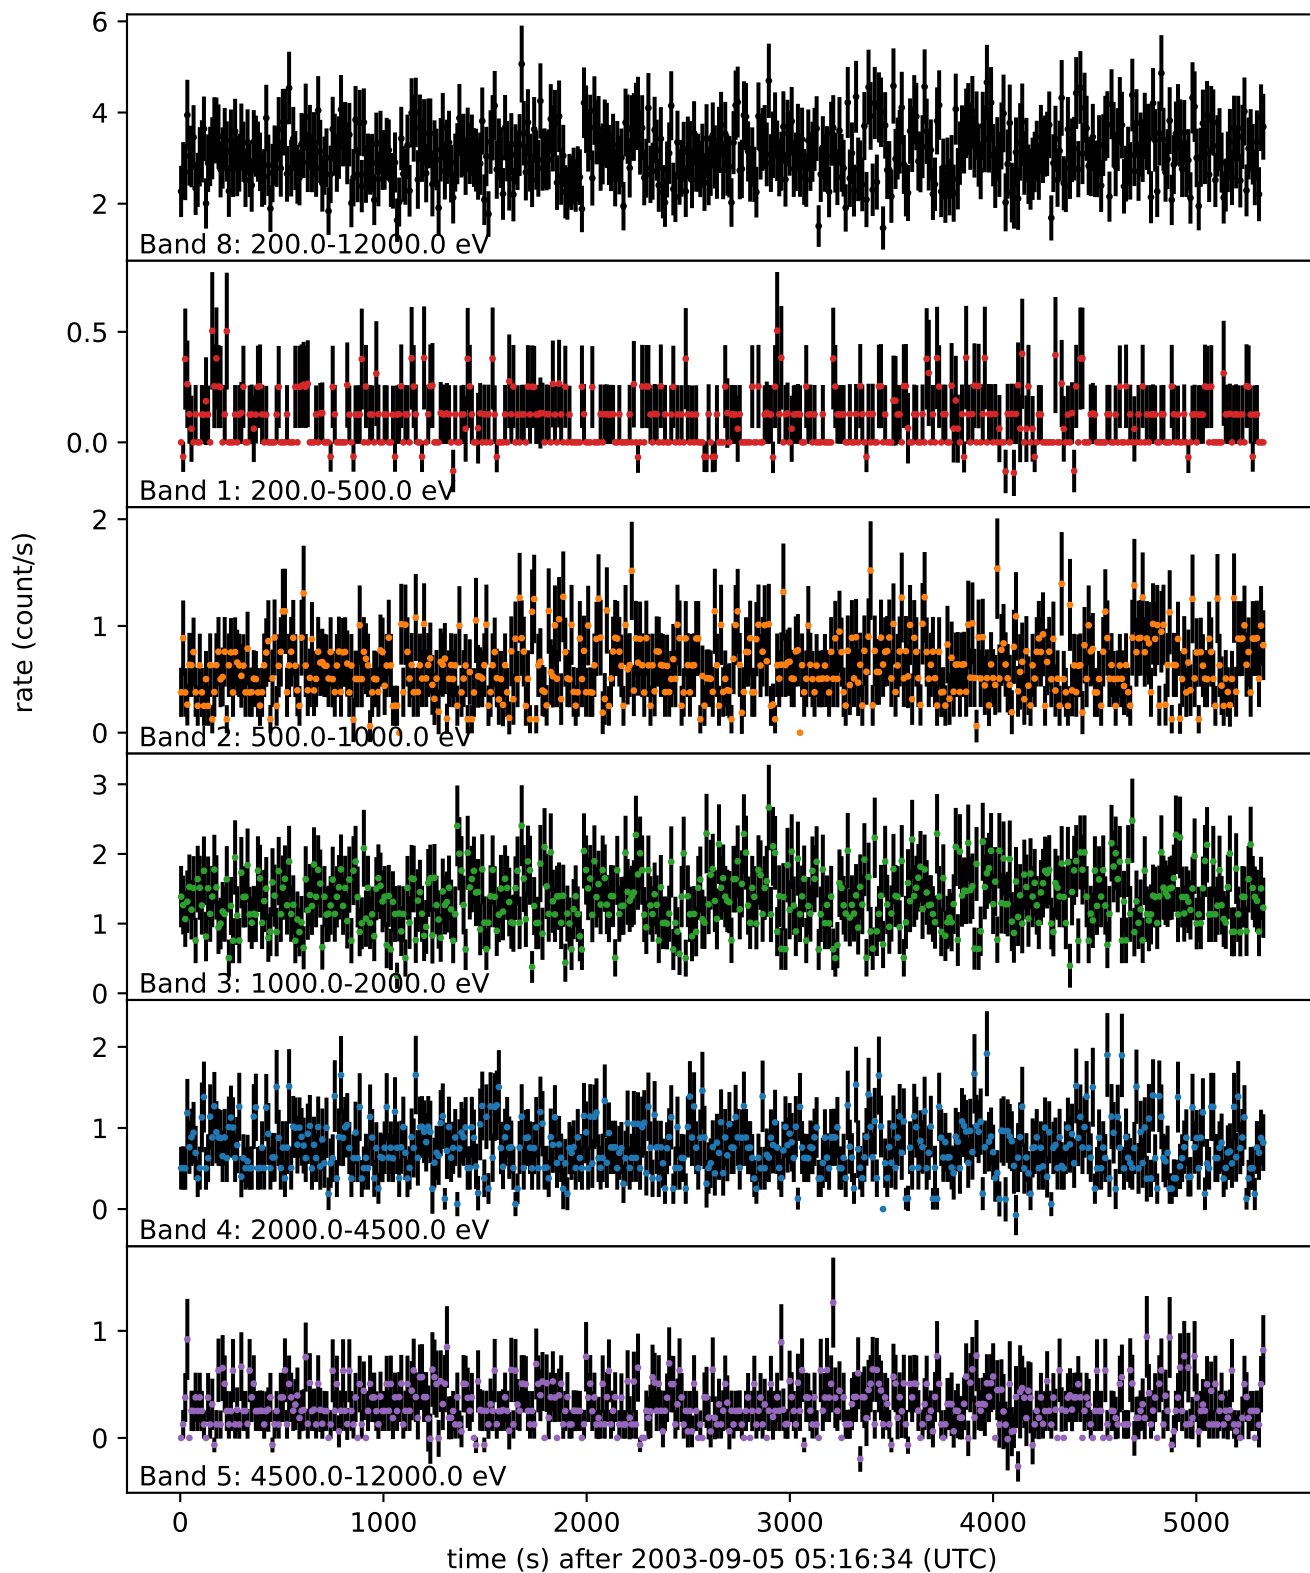 6
4
2
Band 8: 200.0-12000.0 eV
0.5
0.0
Band 1: 200.0-500.0 eV
rate (count/s)
2
1
0
Band 2: 500.0-1000.0 eV
3
2
1
0
Band 3: 1000.0-2000.0 eV
2
1
0
Band 4: 2000.0-4500.0 eV
1
0
Band 5: 4500.0-12000.0 eV
0 1000 2000 3000 4000 5000
time (s) after 2003-09-05 05:16:34 (UTC)